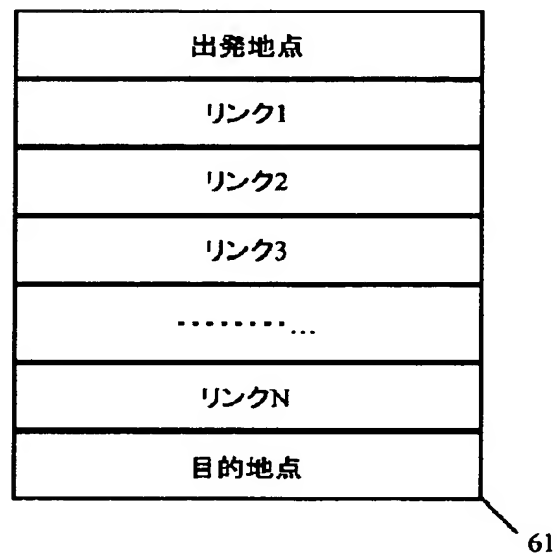 出発地点
リンク1
リンク2
リンク3
………...
リンクN
目的地点
61